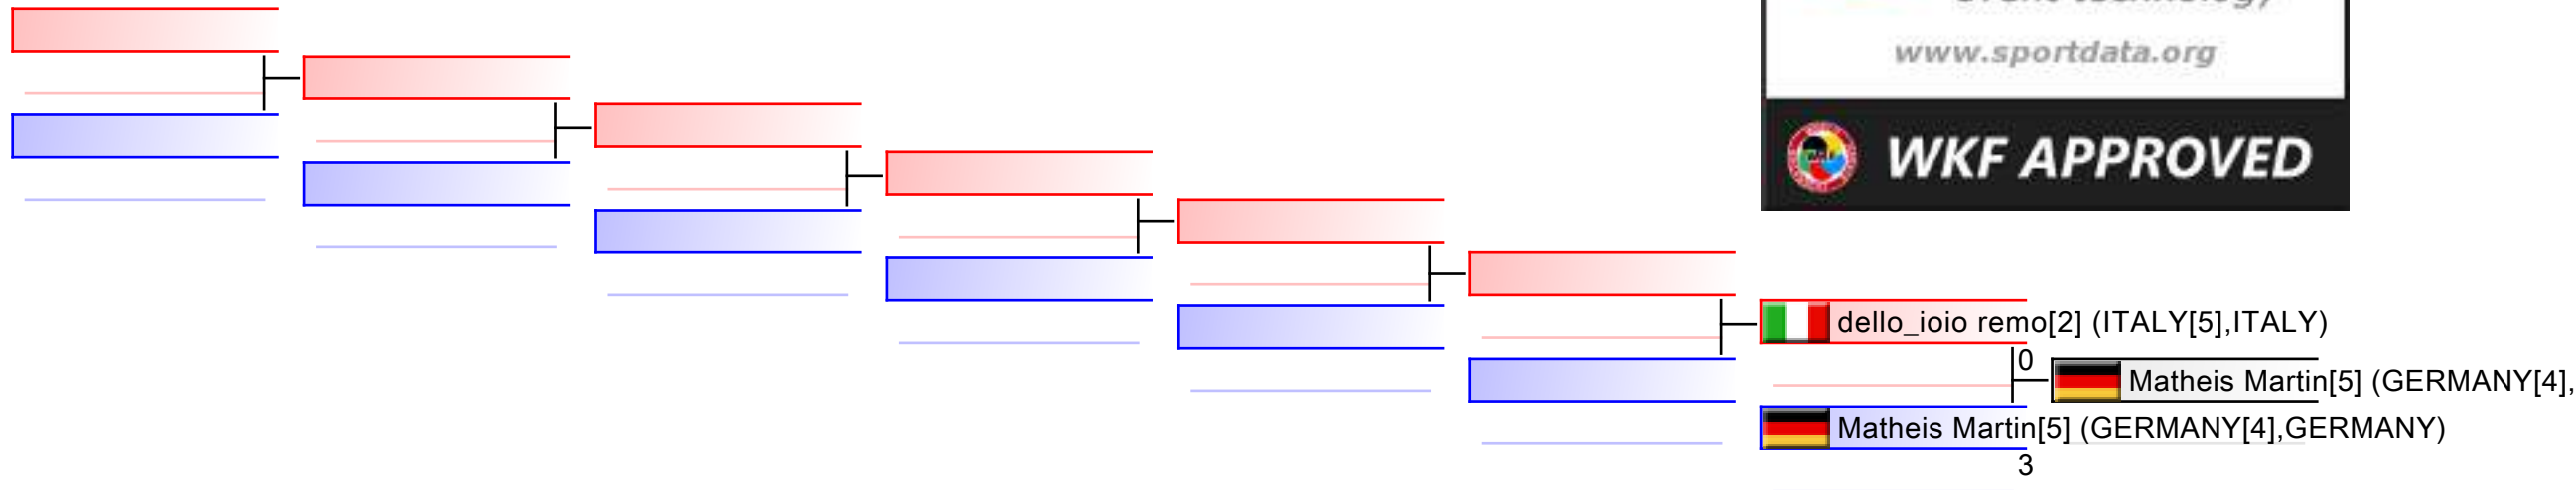 www.sportdata.org
WKF APPROVED
dello_ioio remo[2] (ITALY[5],ITALY)
0
Matheis Martin[5] (GERMANY[4],
Matheis Martin[5] (GERMANY[4],GERMANY)
3